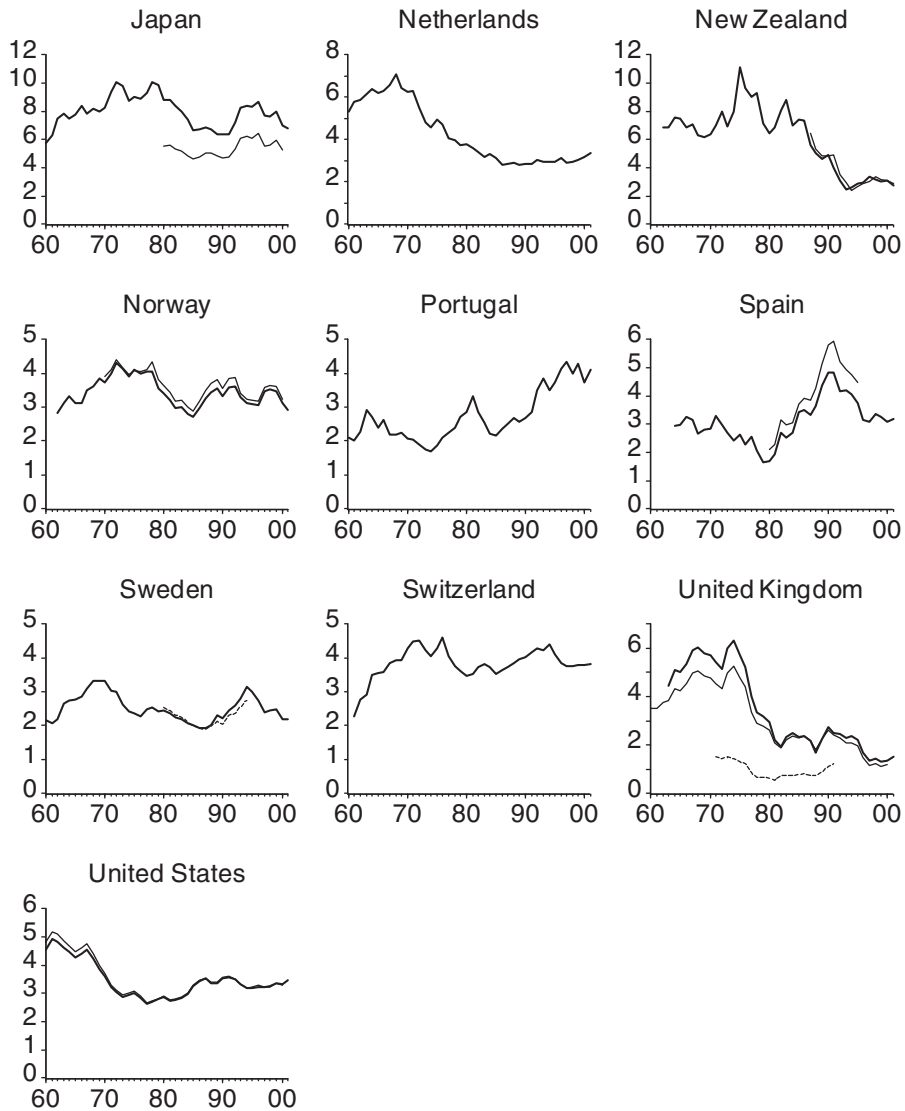 Japan Netherlands New Zealand
12 8 12
10 10
8 6 8
6 4 6
4 4
2 2 2
0 0 0
60 70 80 90 00 60 70 80 90 00 60 70 80 90 00
Norway Portugal Spain
5 5 6
4 4 5
3 3 4
2 2 3
1 1 2
0 0 1
0
60 70 80 90 00 60 70 80 90 00 60 70 80 90 00
Sweden Switzerland United Kingdom
5 5
4 4 6
3 3 4
2 2
1 1 2
0 0 0
60 70 80 90 00 60 70 80 90 00 60 70 80 90 00
United States
6
5
4
3
2
1
0
60 70 80 90 00